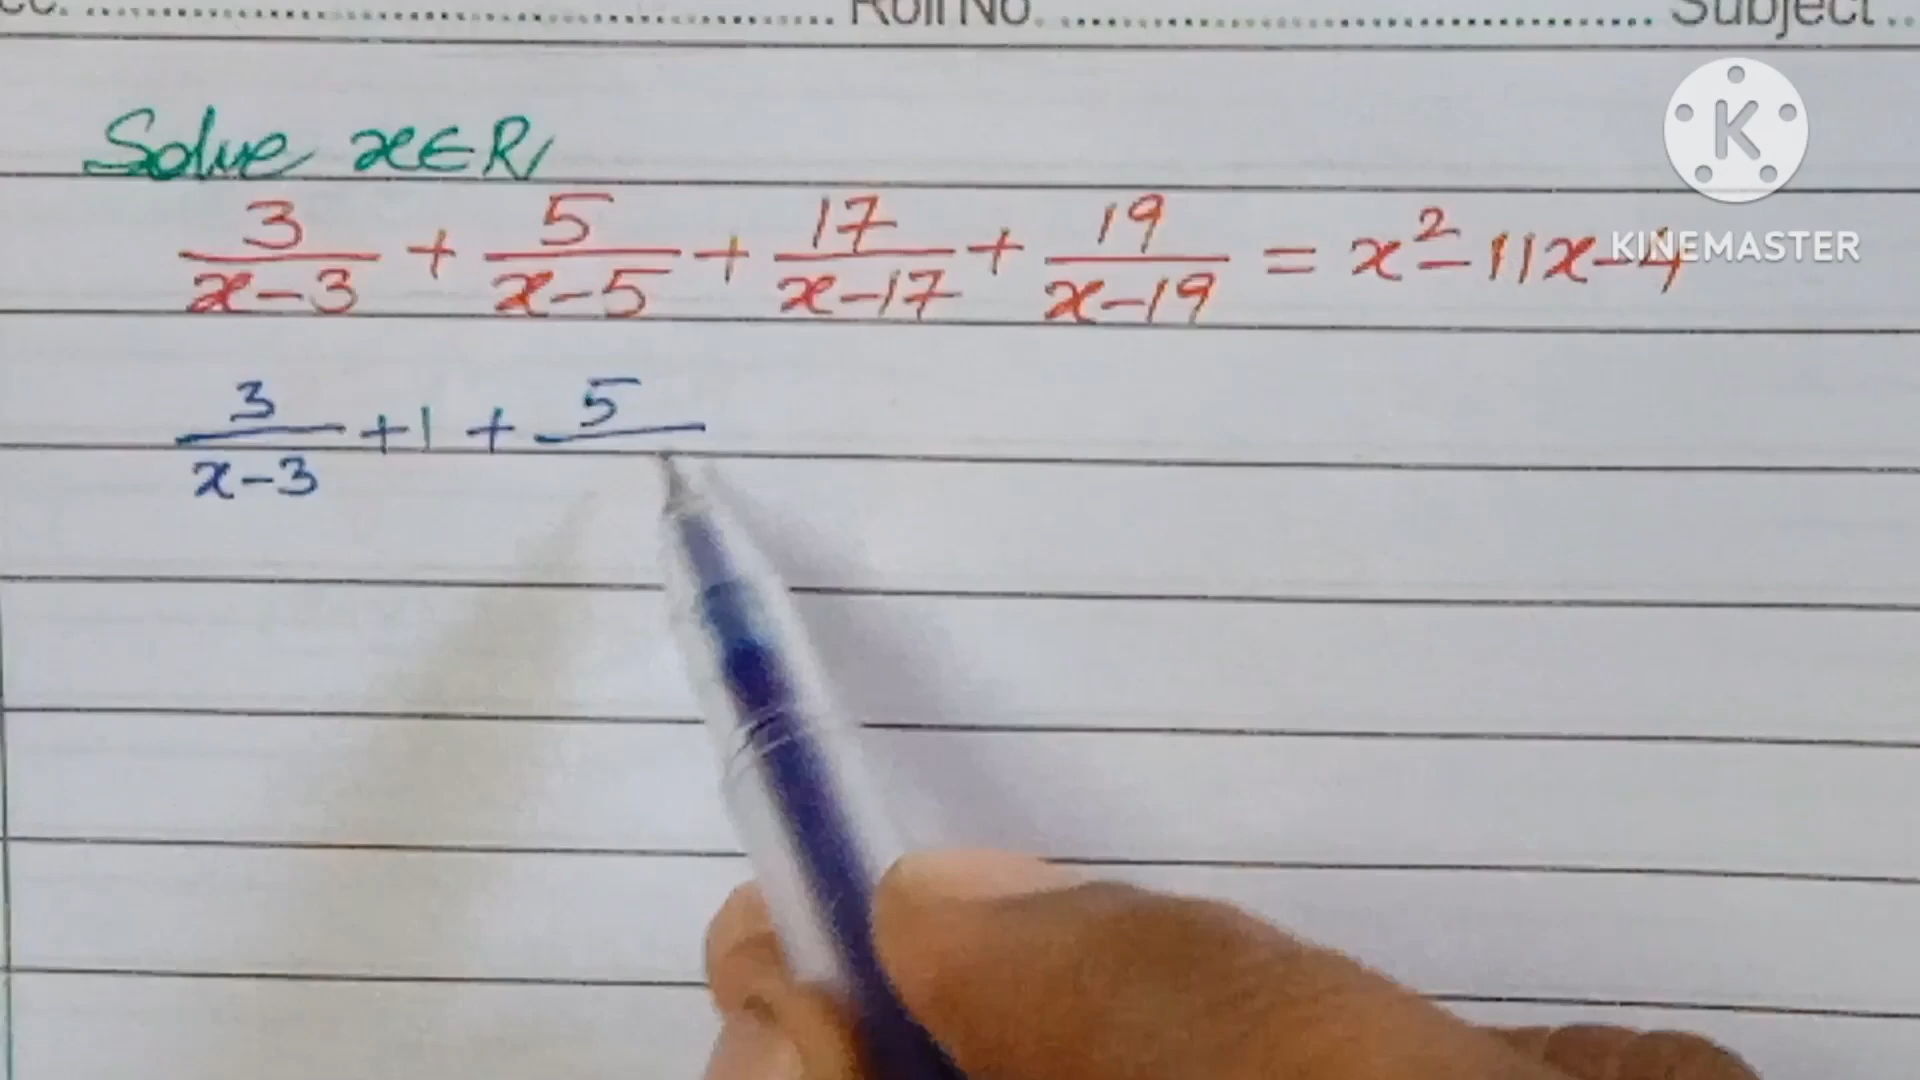 Roll No. Subject
Solve x∈R,
3/(x-3) + 5/(x-5) + 17/(x-17) + 19/(x-19) = x² - 11x - 4
KINEMASTER
3/(x-3) + 1 + 5/